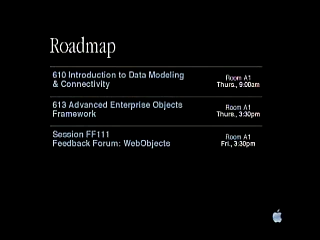 Roadmap
610 Introduction to Data Modeling
& Connectivity
Room A1
Thurs., 9:00am
613 Advanced Enterprise Objects
Framework
Room A1
Thurs., 3:30pm
Session FF111
Feedback Forum: WebObjects
Room A1
Fri., 3:30pm